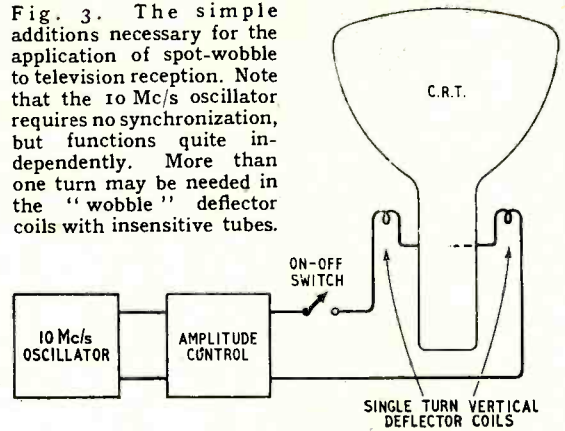 Fig. 3. The simple
additions necessary for the
application of spot-wobble
to television reception. Note
that the 10 Mc/s oscillator
requires no synchronization,
but functions quite in-
dependently. More than
one turn may be needed in
the “wobble” deflector
coils with insensitive tubes.
C.R.T.
ON-OFF
SWITCH
10 Mc/s
OSCILLATOR
AMPLITUDE
CONTROL
SINGLE TURN VERTICAL
DEFLECTOR COILS